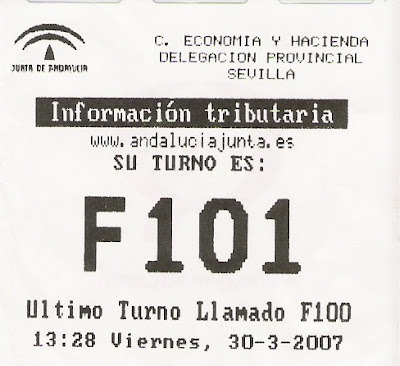 JUNTA DE ANDALUCIA
C. ECONOMIA Y HACIENDA
DELEGACION PROVINCIAL
SEVILLA
Información tributaria
www.andaluciajunta.es
SU TURNO ES:
F101
Ultimo Turno Llamado F100
13:28 Viernes, 30-3-2007